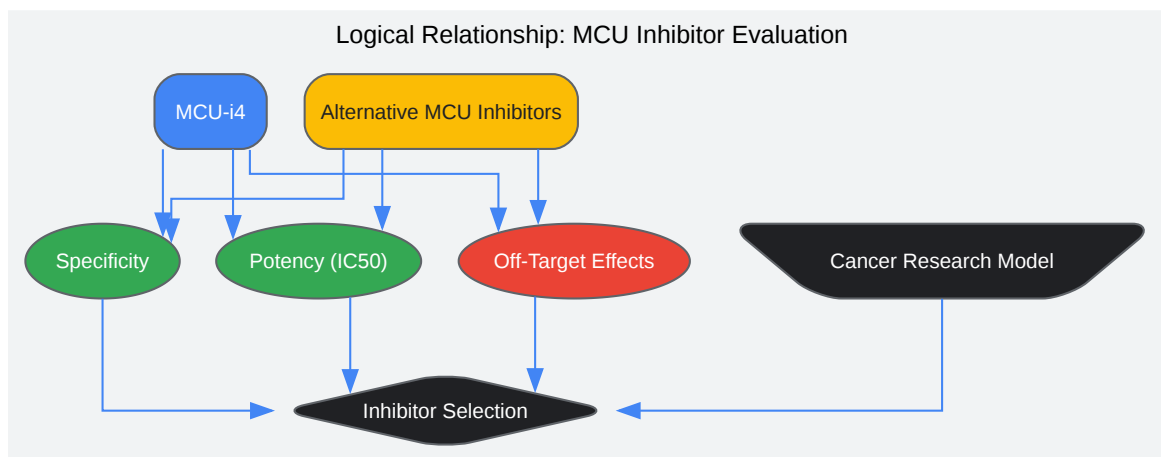 Logical Relationship: MCU Inhibitor Evaluation
MCU-i4
Alternative MCU Inhibitors
Specificity
Potency (IC50)
Off-Target Effects
Cancer Research Model
Inhibitor Selection